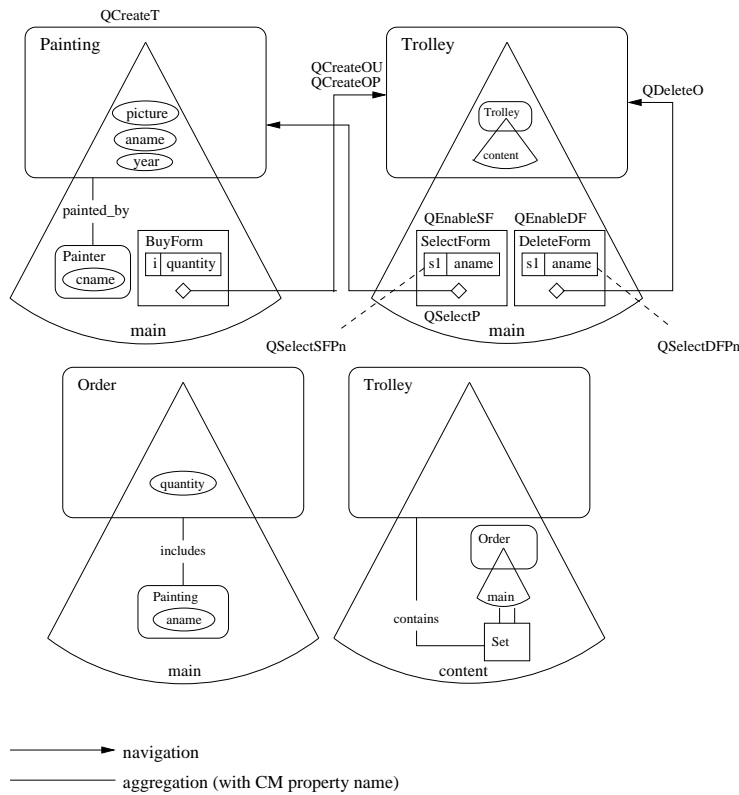 QCreateT
Painting
picture
aname
year
painted_by
Painter
cname
BuyForm
i quantity
main
QCreateOU
QCreateOP
Trolley
Trolley
content
QDeleteO
QEnableSF
SelectForm
s1 aname
QSelectP
QEnableDF
DeleteForm
s1 aname
main
QSelectSFPn
QSelectDFPn
Order
quantity
includes
Painting
aname
main
Trolley
Order
main
contains
Set
content
navigation
aggregation (with CM property name)